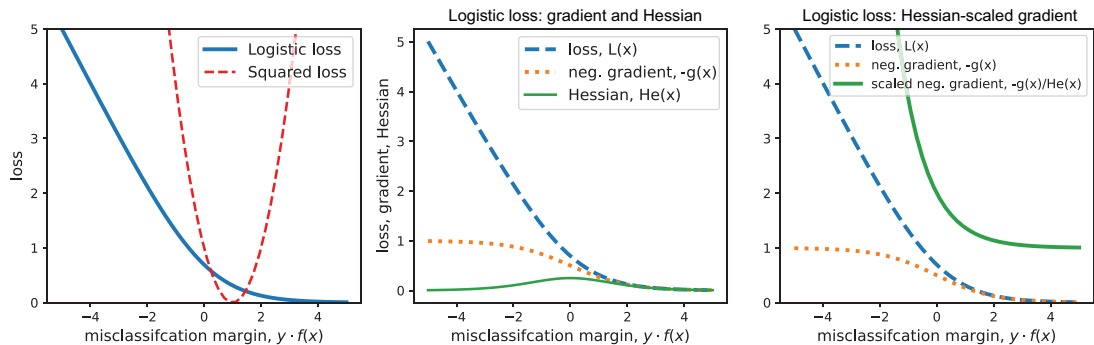 5
4
3
2
1
0
loss
−4
−2
0
2
4
misclassifcation margin, y · f(x)
Logistic loss
Squared loss
Logistic loss: gradient and Hessian
5
4
3
2
1
0
loss, gradient, Hessian
−4
−2
0
2
4
misclassifcation margin, y · f(x)
loss, L(x)
neg. gradient, -g(x)
Hessian, He(x)
Logistic loss: Hessian-scaled gradient
5
4
3
2
1
0
−4
−2
0
2
4
misclassifcation margin, y · f(x)
loss, L(x)
neg. gradient, -g(x)
scaled neg. gradient, -g(x)/He(x)